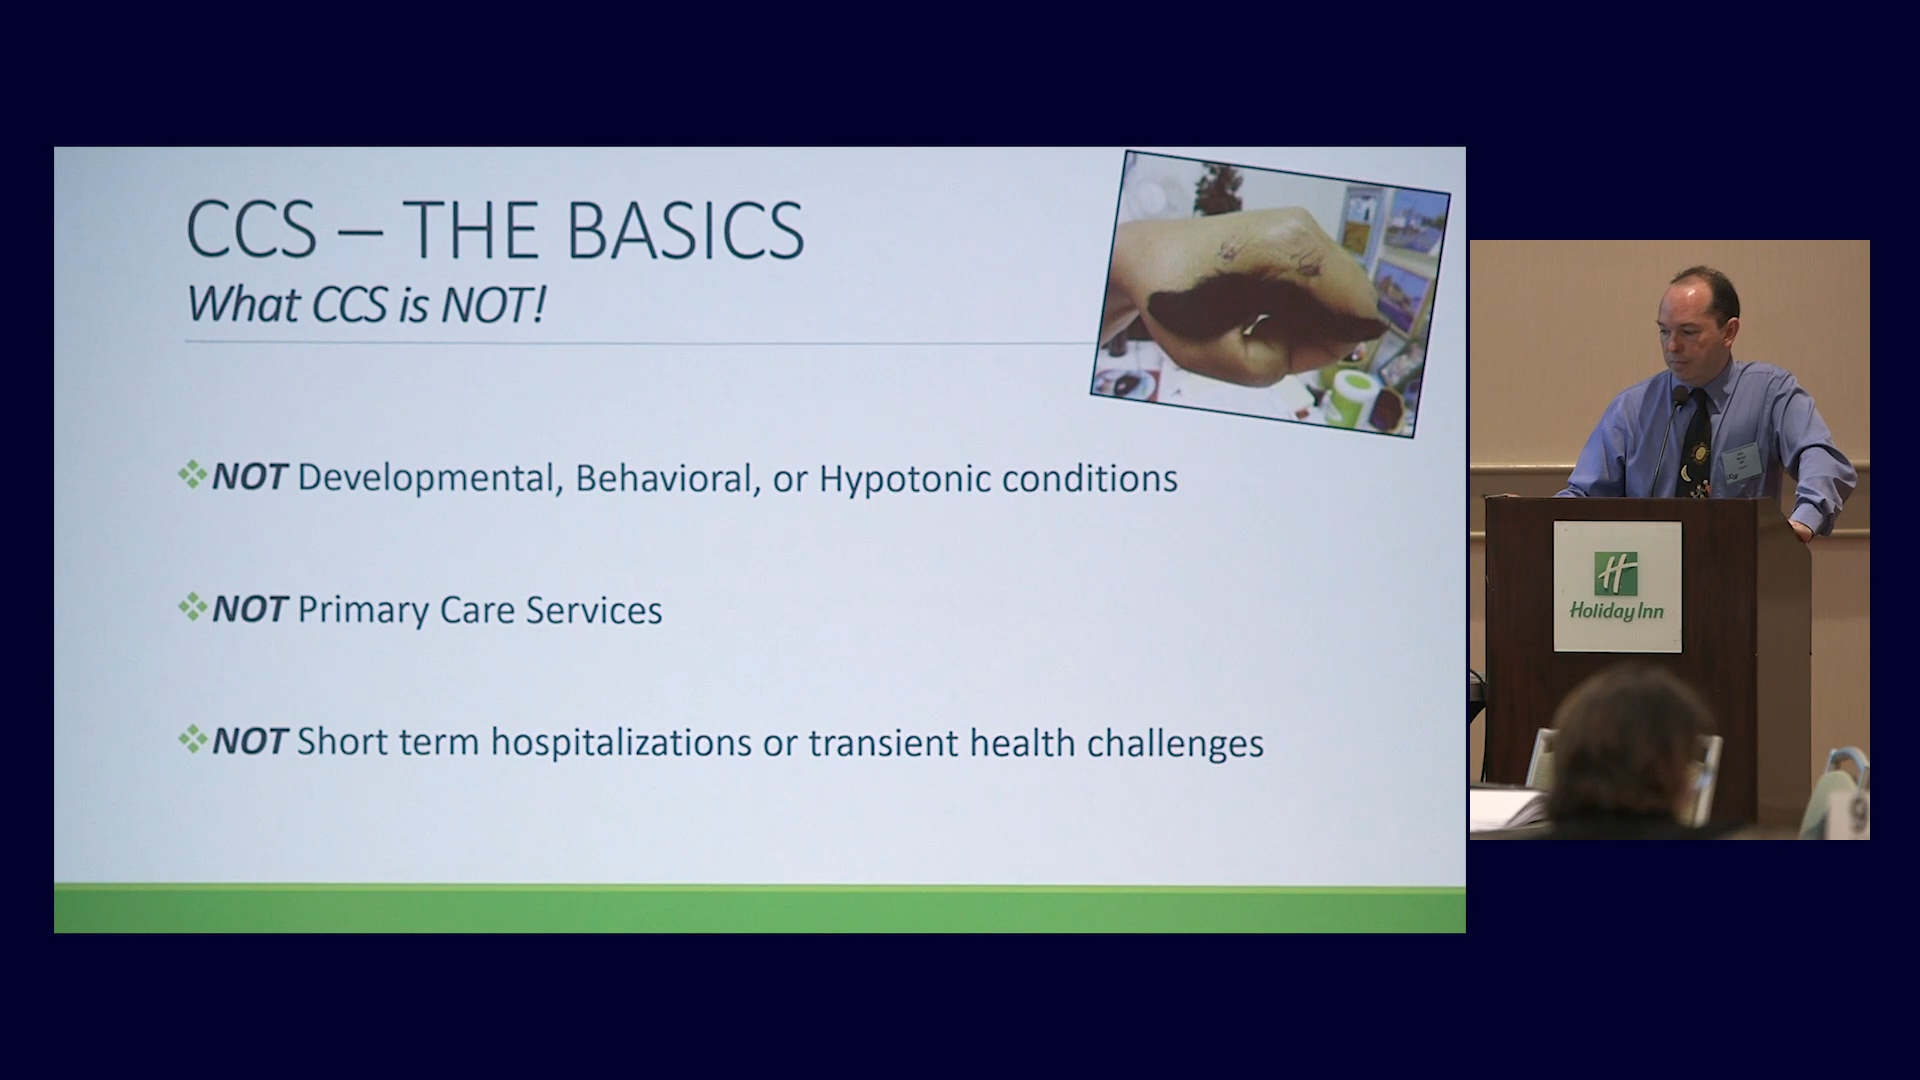 CCS – THE BASICS
What CCS is NOT!
NOT Developmental, Behavioral, or Hypotonic conditions
NOT Primary Care Services
NOT Short term hospitalizations or transient health challenges
H
Holiday Inn
9